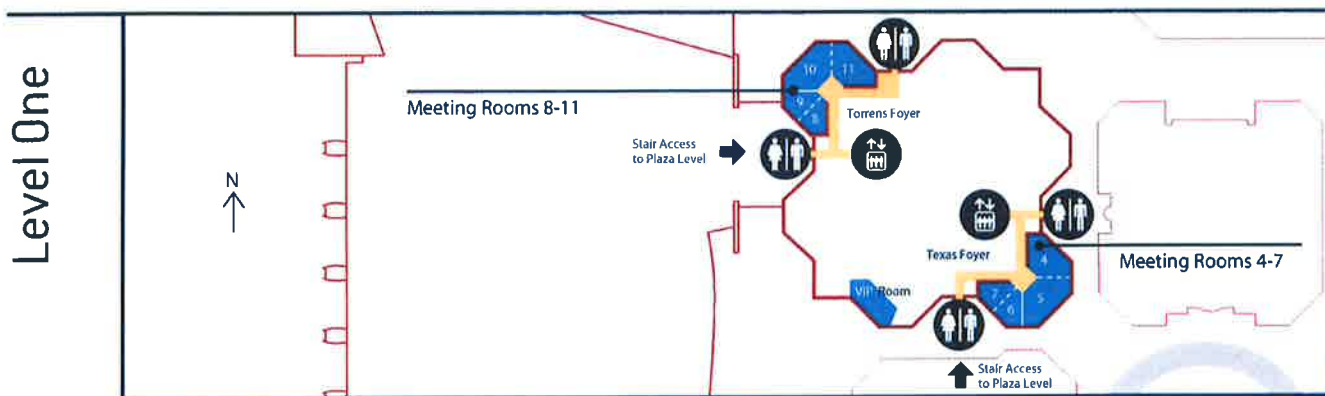 Level One
N
Meeting Rooms 8-11
10
11
9
8
Torrens Foyer
Stair Access
to Plaza Level
Texas Foyer
4
5
7
6
Meeting Rooms 4-7
VIP Room
Stair Access
to Plaza Level